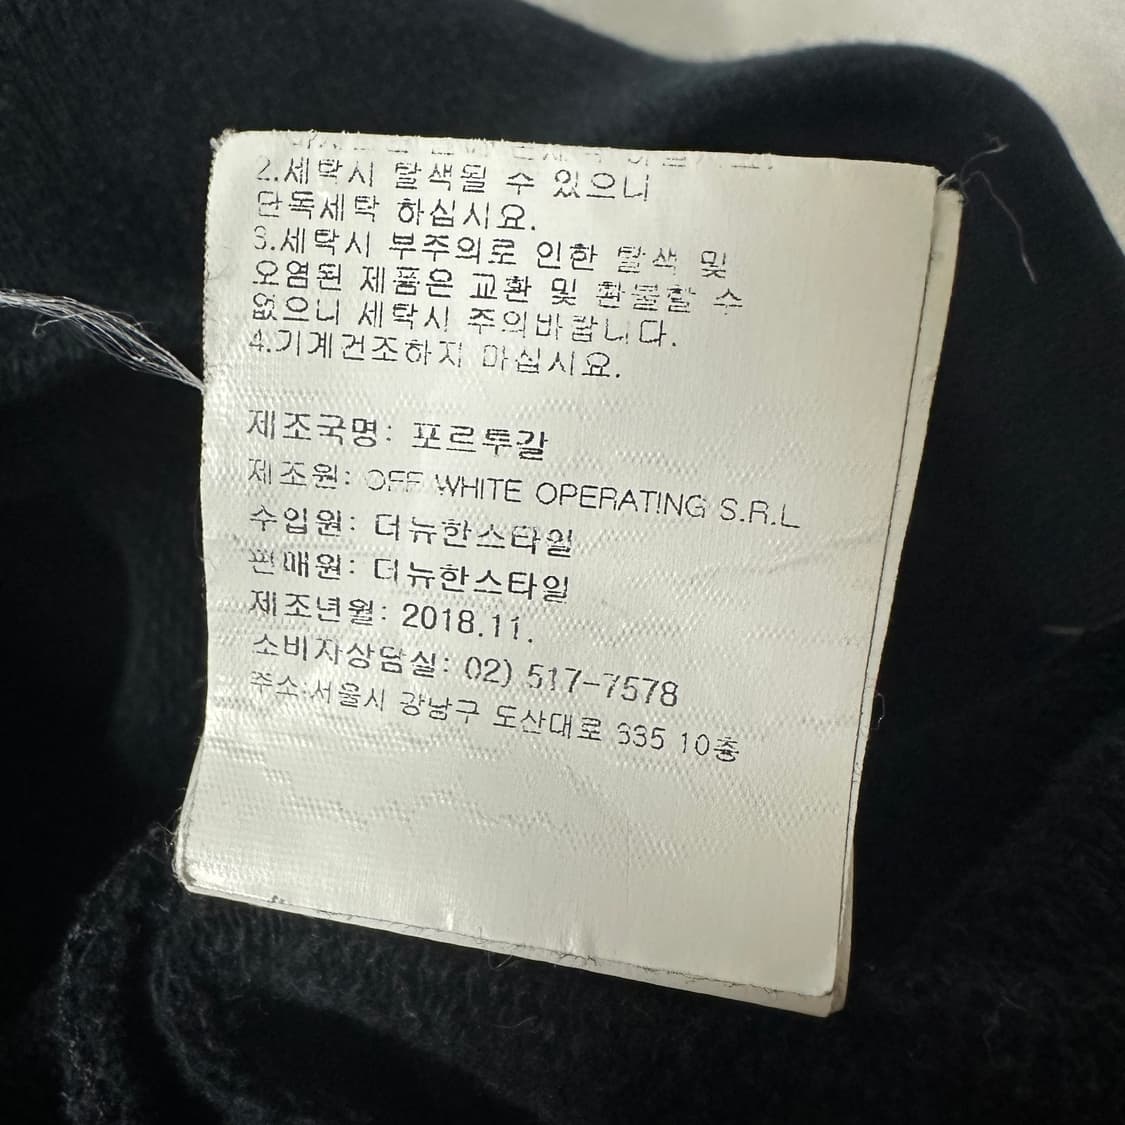 2.세탁시 탈색될 수 있으니
단독세탁 하십시요.
3.세탁시 부주의로 인한 탈색 및
오염된 제품은 교환 및 환불할 수
없으니 세탁시 주의바랍니다.
4.기계건조하지 마십시요.
제조국명: 포르투갈
제조원: OFF WHITE OPERATING S.R.L
수입원: 더뉴한스타일
판매원: 더뉴한스타일
제조년월: 2018.11.
소비자상담실: 02) 517-7578
주소:서울시 강남구 도산대로 335 10층